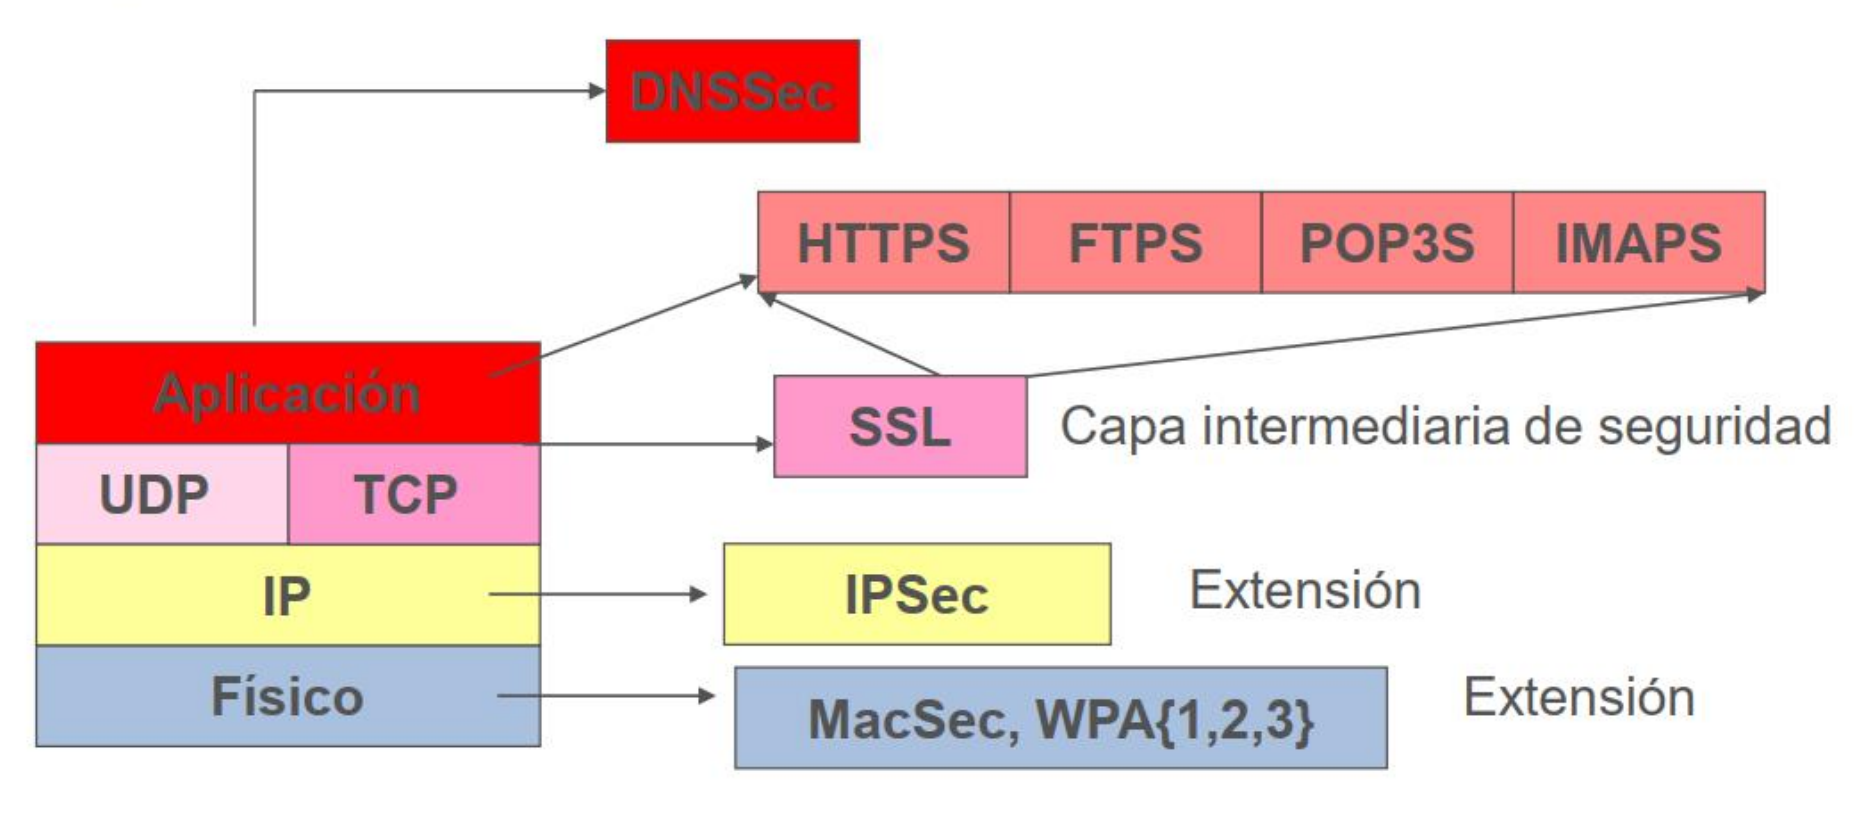 DNSSec
HTTPS FTPS POP3S IMAPS
Aplicación
SSL Capa intermediaria de seguridad
UDP TCP
IP IPSec Extensión
Físico MacSec, WPA{1,2,3} Extensión